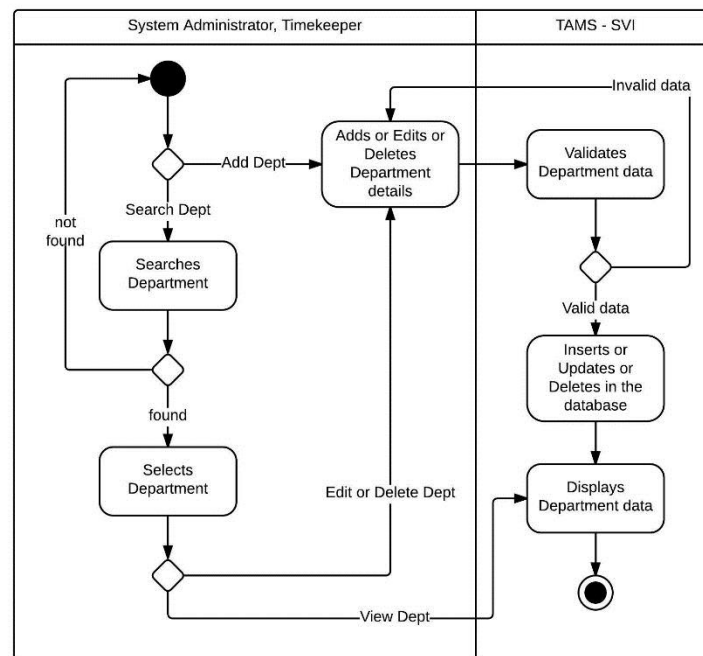 System Administrator, Timekeeper
TAMS - SVI
Invalid data
Adds or Edits or
Deletes
Department
details
Validates
Department data
Add Dept
Search Dept
not
found
Searches
Department
Valid data
Inserts or
Updates or
Deletes in the
database
found
Selects
Department
Edit or Delete Dept
Displays
Department data
View Dept